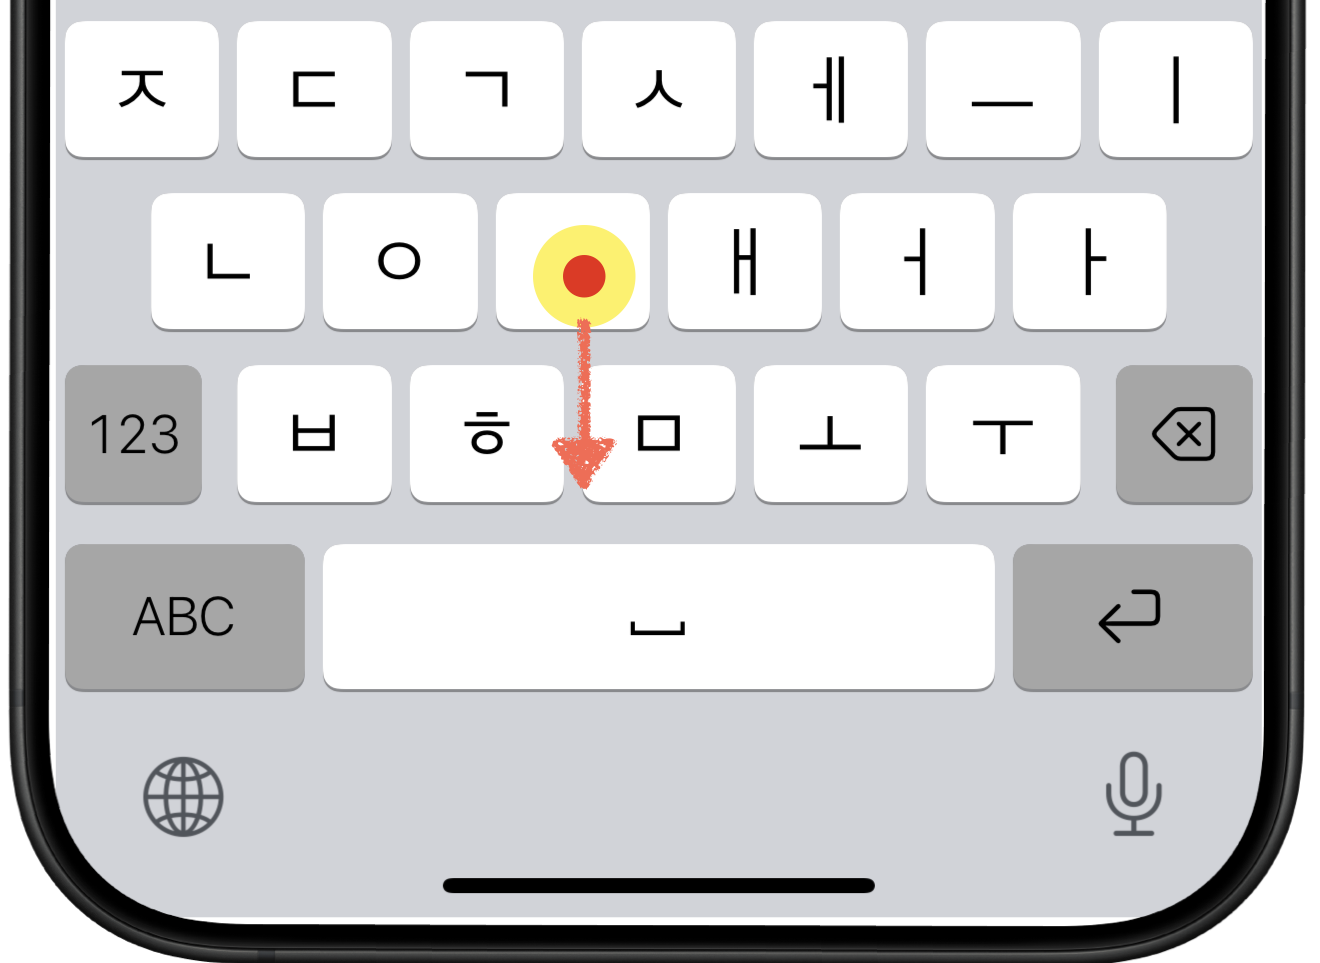 ㅈ ㄷ ㄱ ㅅ ㅔ ㅡ ㅣ
ㄴ ㅇ ㅐ ㅓ ㅏ
123 ㅂ ㅎ ㅁ ㅗ ㅜ
ABC